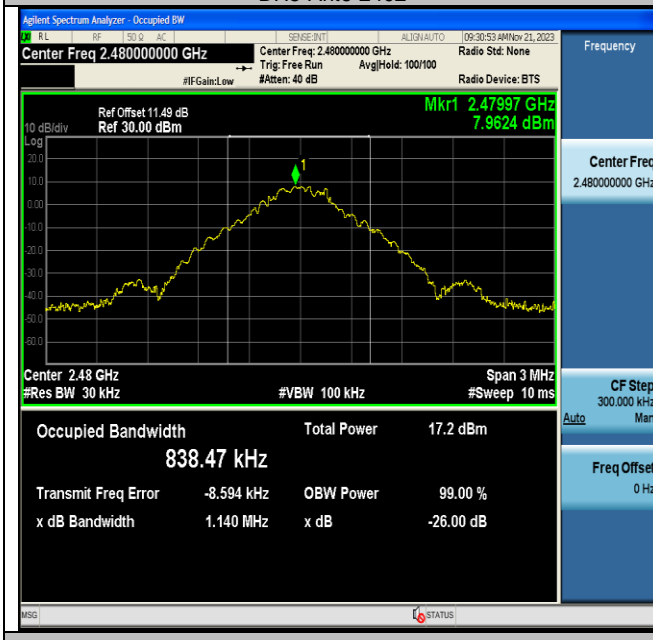 Agilent Spectrum Analyzer - Occupied BW
RL RF 50 Ω AC SENSE:INT ALIGNAUTO 09:30:53 AMNov 21, 2023
Center Freq 2.480000000 GHz Center Freq: 2.480000000 GHz Radio Std: None
Trig: Free Run Avg|Hold: 100/100
#IFGain:Low #Atten: 40 dB Radio Device: BTS
Frequency
Ref Offset 11.49 dB Mkr1 2.47997 GHz
10 dB/div Ref 30.00 dBm 7.9624 dBm
Log
20.0
1
10.0
0.00
-10.0
-20.0
-30.0
-40.0
-50.0
-60.0
Center 2.48 GHz Span 3 MHz
#Res BW 30 kHz #VBW 100 kHz #Sweep 10 ms
Occupied Bandwidth Total Power 17.2 dBm
838.47 kHz
Transmit Freq Error -8.594 kHz OBW Power 99.00 %
x dB Bandwidth 1.140 MHz x dB -26.00 dB
Center Freq
2.480000000 GHz
CF Step
300.000 kHz
Auto Man
Freq Offset
0 Hz
MSG STATUS